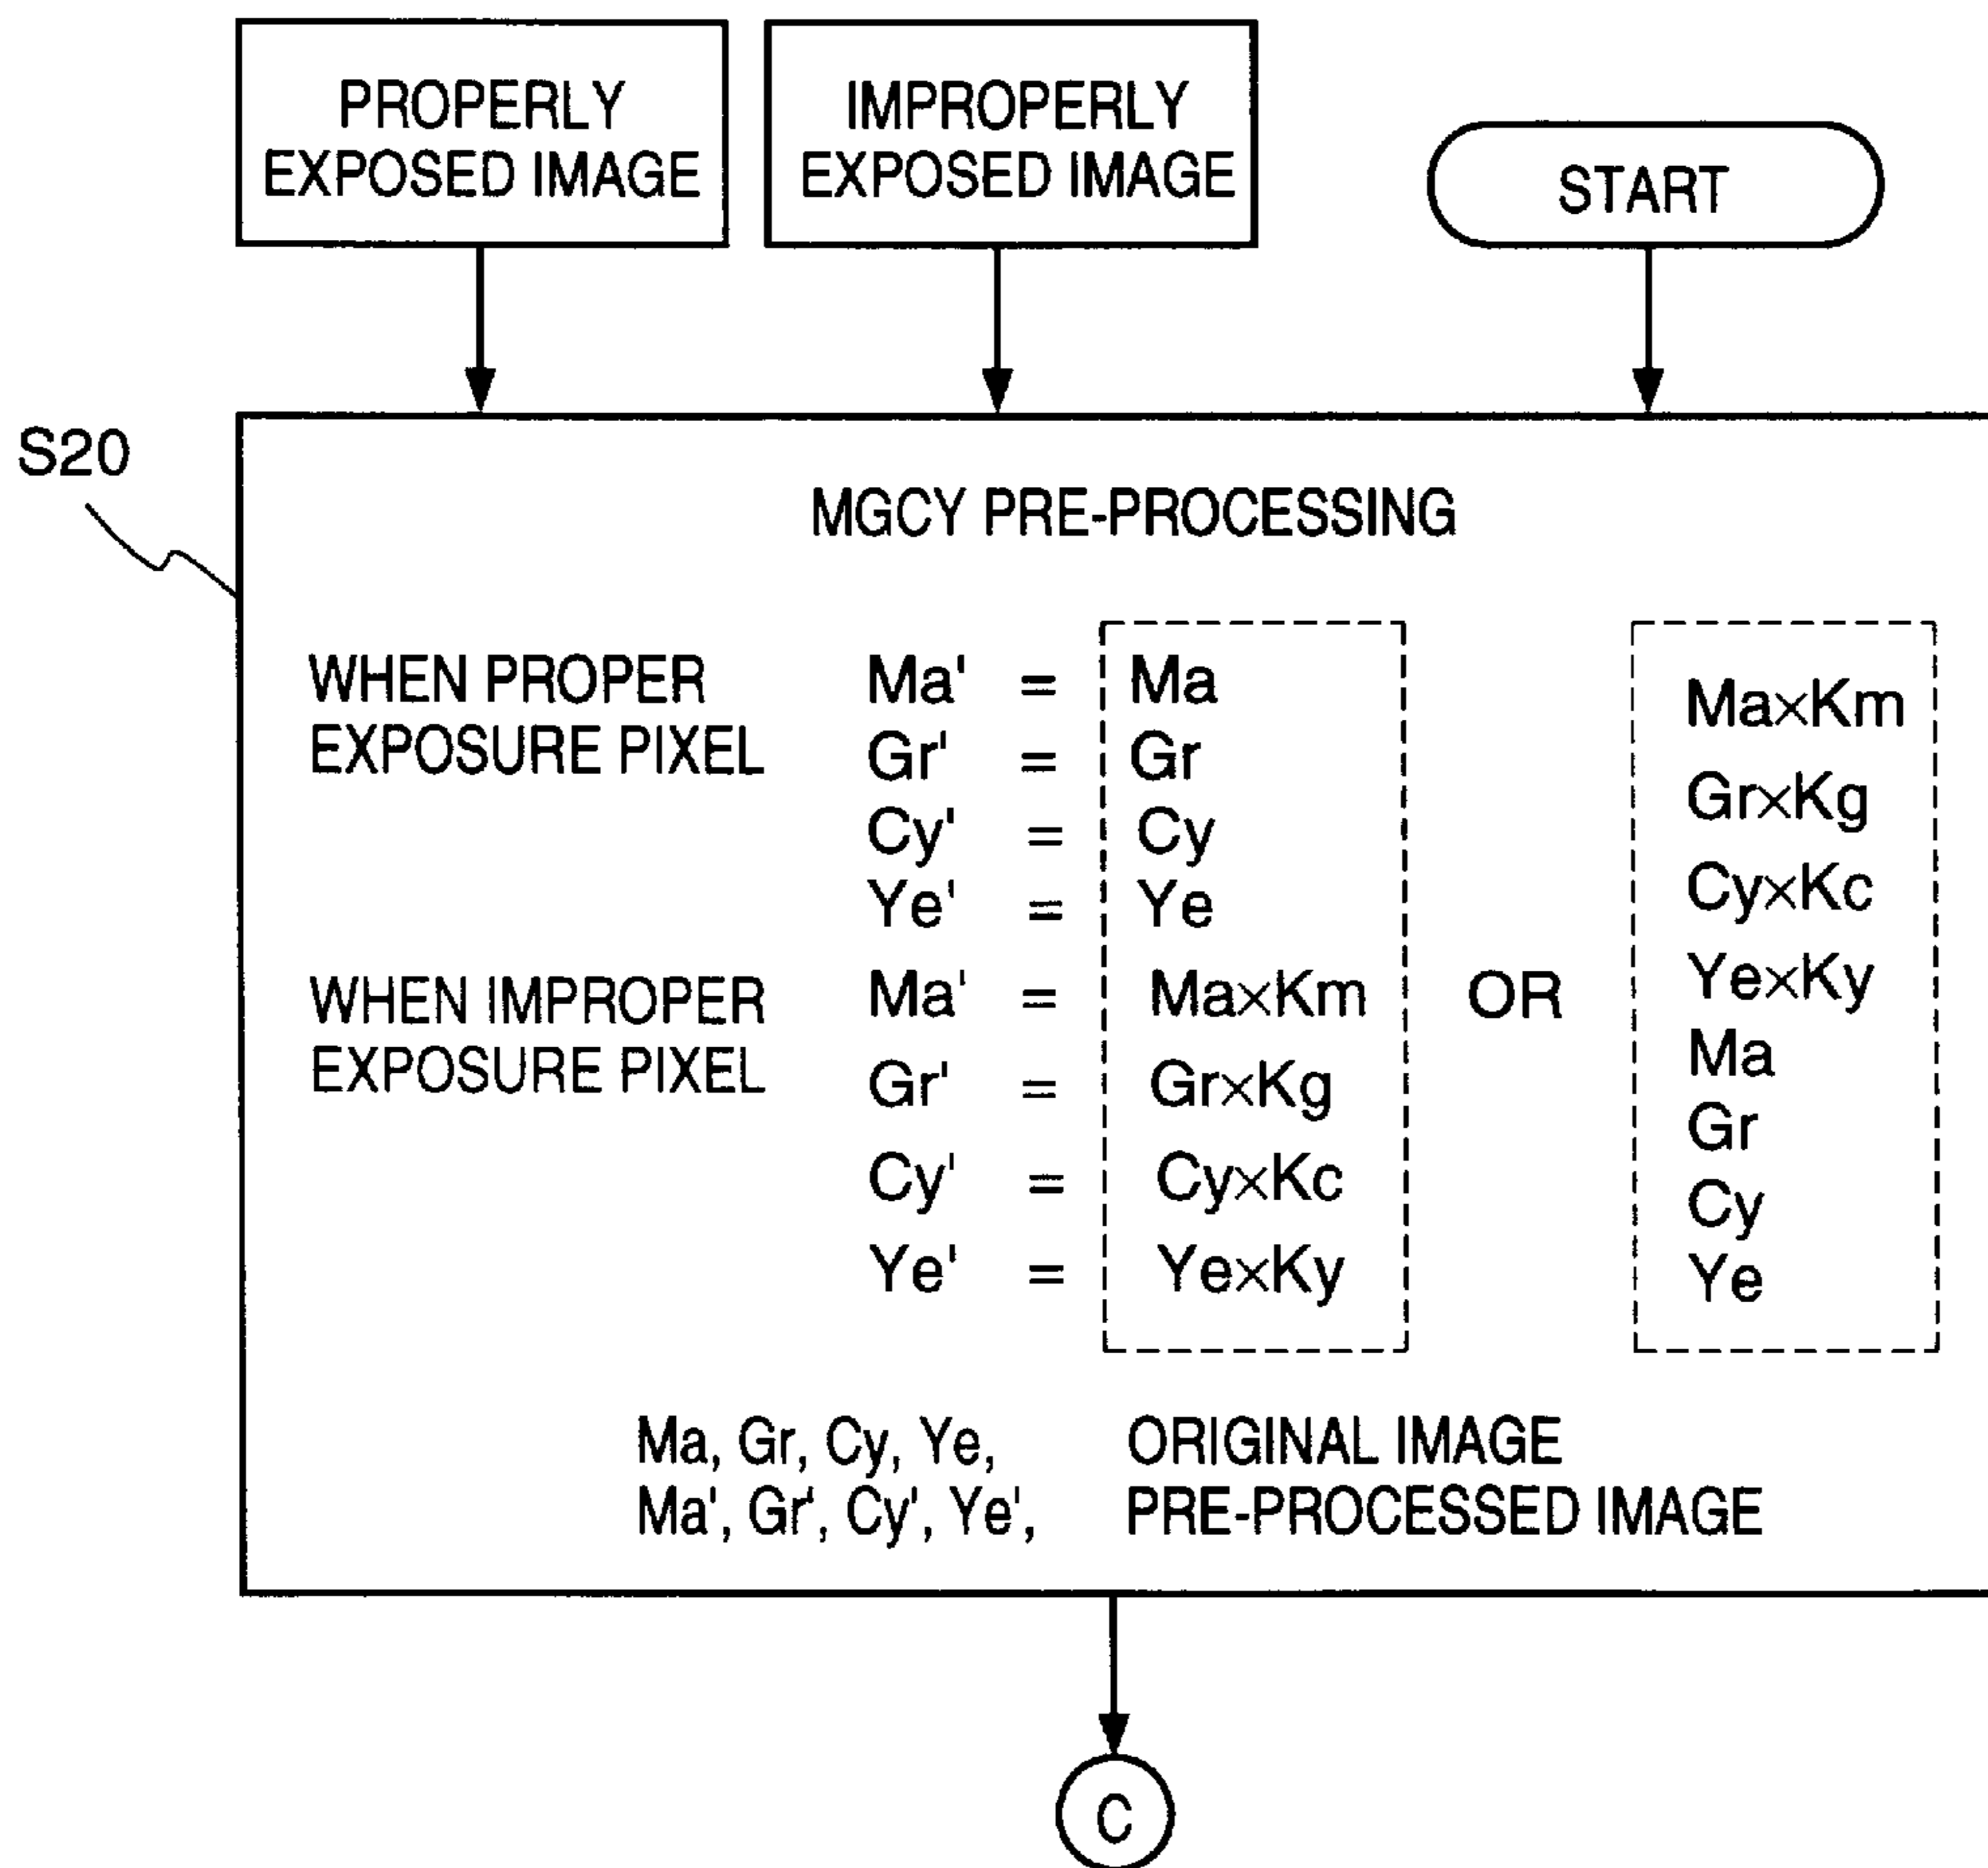 PROPERLY
EXPOSED IMAGE
IMPROPERLY
EXPOSED IMAGE
START
S20
MGCY PRE-PROCESSING
WHEN PROPER
EXPOSURE PIXEL
Ma' = Ma
Gr' = Gr
Cy' = Cy
Ye' = Ye
WHEN IMPROPER
EXPOSURE PIXEL
Ma' = Ma×Km
Gr' = Gr×Kg
Cy' = Cy×Kc
Ye' = Ye×Ky
OR
Ma×Km
Gr×Kg
Cy×Kc
Ye×Ky
Ma
Gr
Cy
Ye
Ma, Gr, Cy, Ye, ORIGINAL IMAGE
Ma', Gr', Cy', Ye', PRE-PROCESSED IMAGE
C